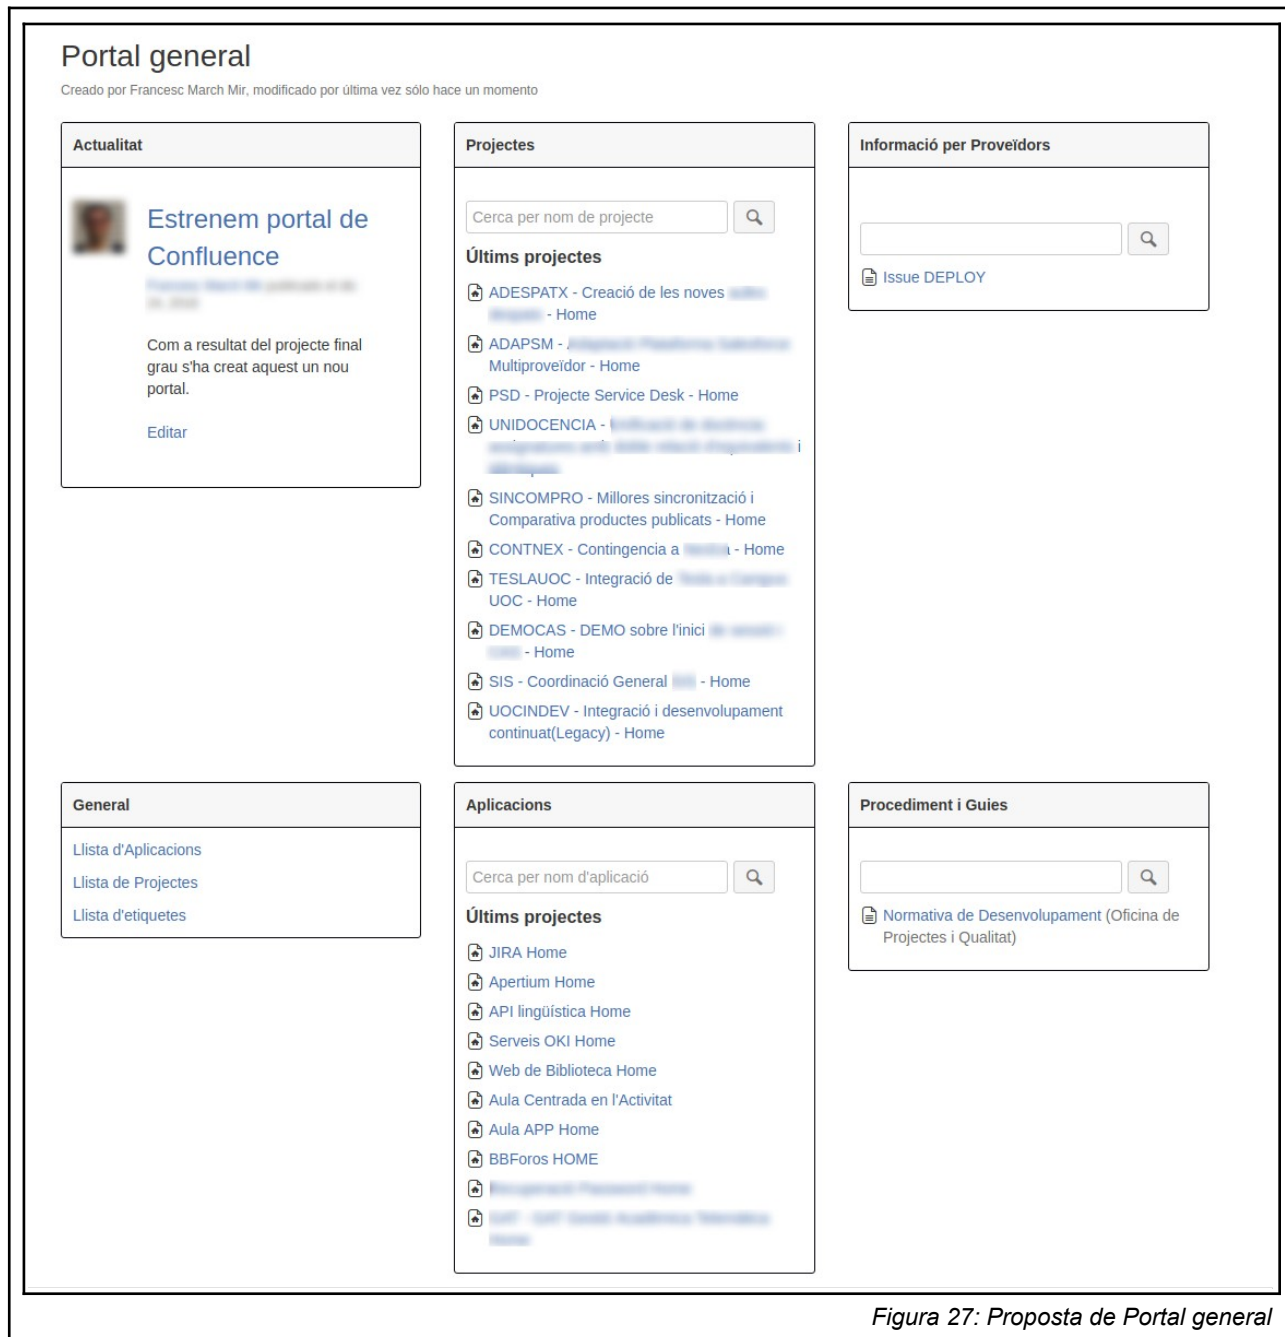 Portal general
Creado por Francesc March Mir, modificado por última vez sólo hace un momento
Actualitat
Estrenem portal de
Confluence
Com a resultat del projecte final
grau s'ha creat aquest un nou
portal.
Editar
Projectes
Cerca per nom de projecte
Últims projectes
ADESPATX - Creació de les noves
- Home
ADAPSM -
Multiproveïdor - Home
PSD - Projecte Service Desk - Home
UNIDOCENCIA -
i
SINCOMPRO - Millores sincronització i
Comparativa productes publicats - Home
CONTNEX - Contingencia a - Home
TESLAUOC - Integració de
UOC - Home
DEMOCAS - DEMO sobre l'inici
- Home
SIS - Coordinació General - Home
UOCINDEV - Integració i desenvolupament
continuat(Legacy) - Home
Informació per Proveïdors
Issue DEPLOY
General
Llista d'Aplicacions
Llista de Projectes
Llista d'etiquetes
Aplicacions
Cerca per nom d'aplicació
Últims projectes
JIRA Home
Apertium Home
API lingüística Home
Serveis OKI Home
Web de Biblioteca Home
Aula Centrada en l'Activitat
Aula APP Home
BBForos HOME
Procediment i Guies
Normativa de Desenvolupament (Oficina de
Projectes i Qualitat)
Figura 27: Proposta de Portal general